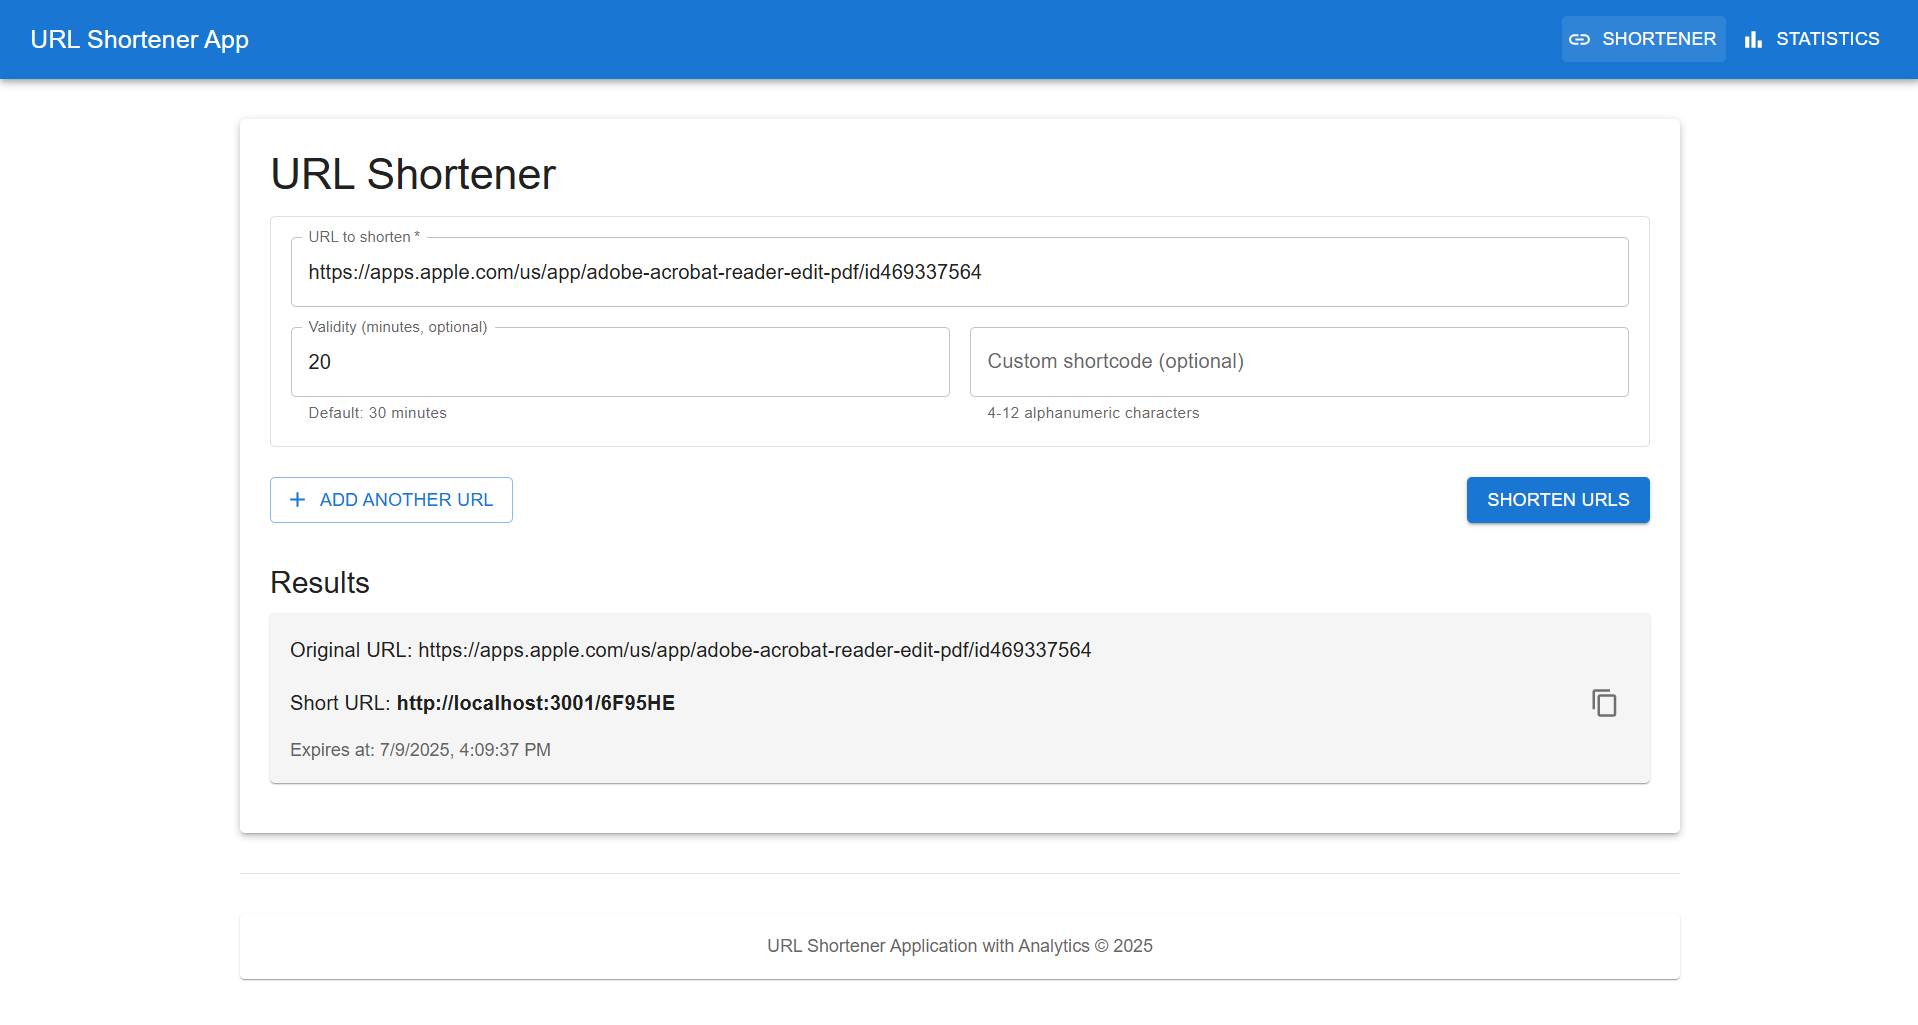 URL Shortener App
SHORTENER
STATISTICS
URL Shortener
URL to shorten *
https://apps.apple.com/us/app/adobe-acrobat-reader-edit-pdf/id469337564
Validity (minutes, optional)
20
Custom shortcode (optional)
Default: 30 minutes
4-12 alphanumeric characters
ADD ANOTHER URL
SHORTEN URLS
Results
Original URL: https://apps.apple.com/us/app/adobe-acrobat-reader-edit-pdf/id469337564
Short URL: http://localhost:3001/6F95HE
Expires at: 7/9/2025, 4:09:37 PM
URL Shortener Application with Analytics © 2025